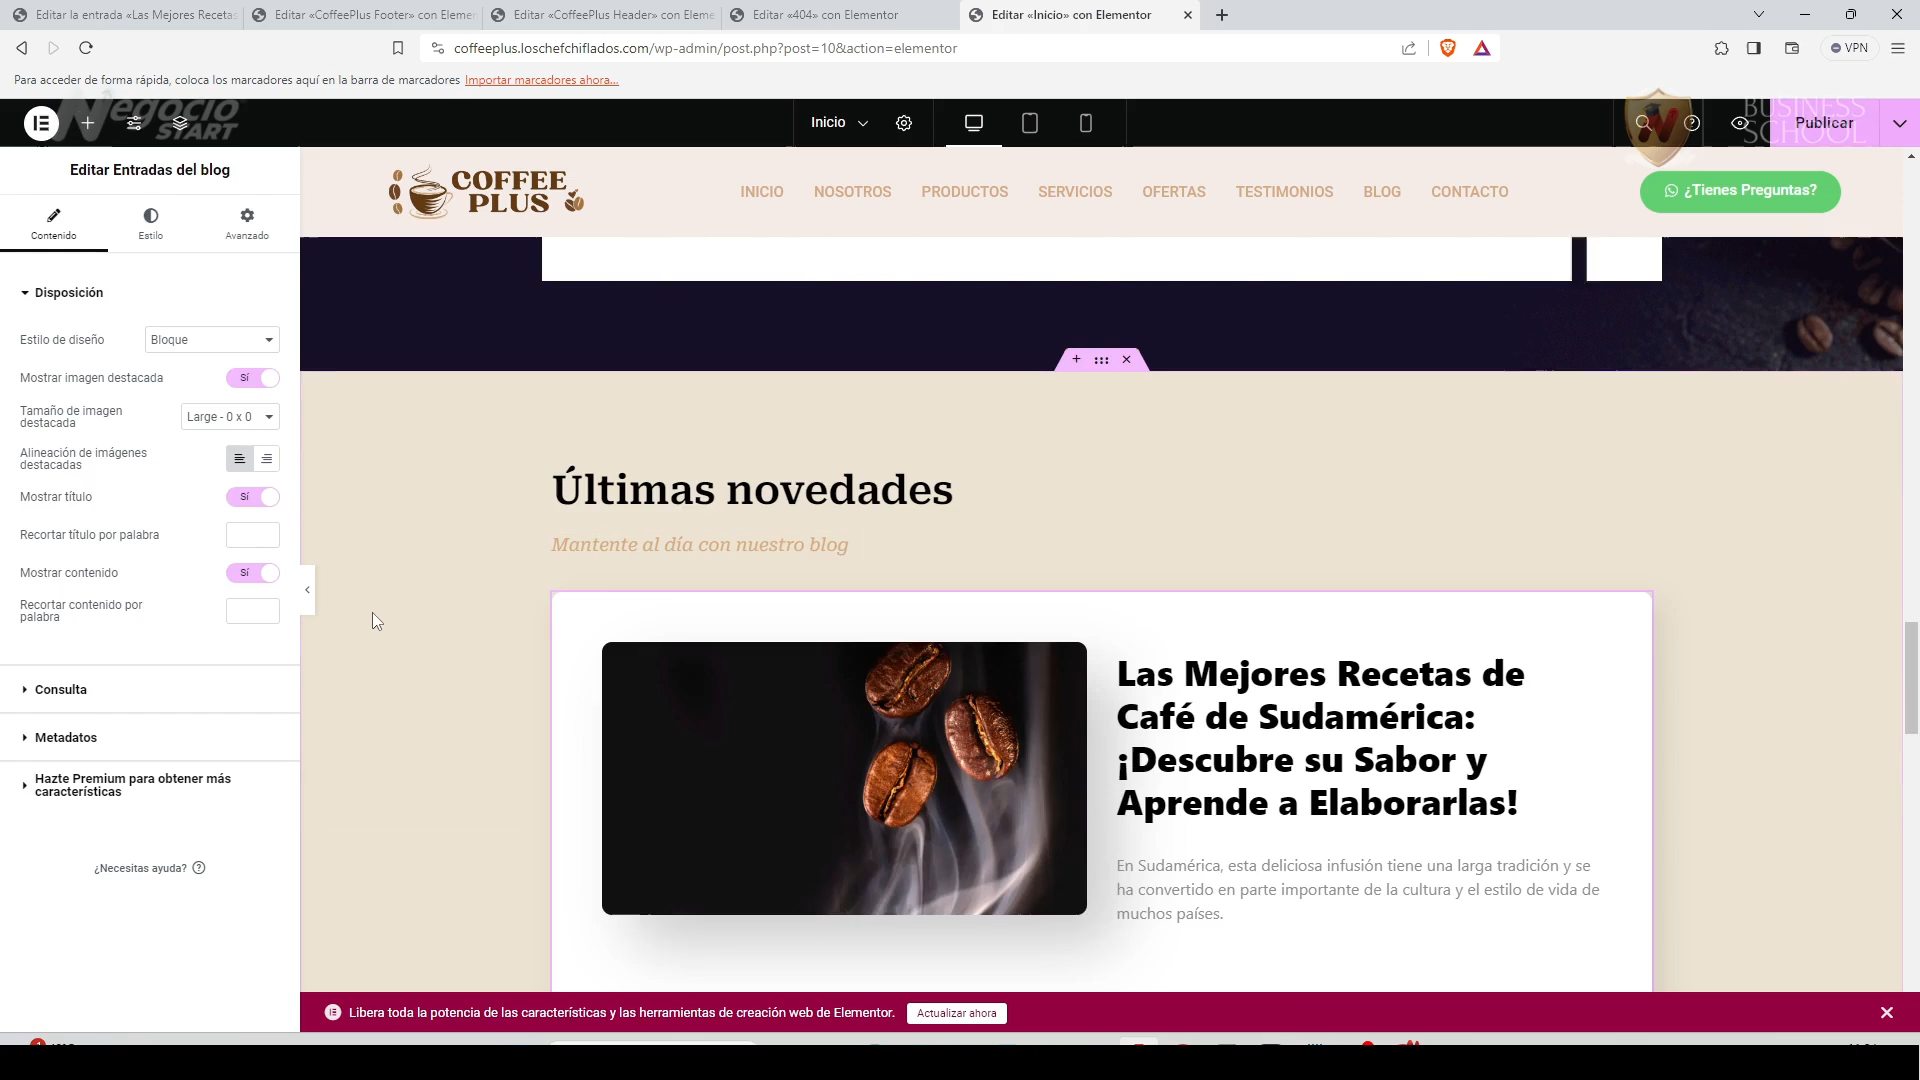 Editar la entrada «Las Mejores Recetas
Editar «CoffeePlus Footer» con Elemen
Editar «CoffeePlus Header» con Eleme
Editar «404» con Elementor
Editar «Inicio» con Elementor
coffeeplus.loschefchiflados.com/wp-admin/post.php?post=10&action=elementor
VPN
Para acceder de forma rápida, coloca los marcadores aquí en la barra de marcadores Importar marcadores ahora...
Negocio
START
Inicio
BUSINESS
SCHOOL
Publicar
Editar Entradas del blog
Contenido
Estilo
Avanzado
COFFEE
PLUS
INICIO
NOSOTROS
PRODUCTOS
SERVICIOS
OFERTAS
TESTIMONIOS
BLOG
CONTACTO
¿Tienes Preguntas?
Disposición
Estilo de diseño
Bloque
Mostrar imagen destacada
Sí
Tamaño de imagen
destacada
Large - 0 x 0
Alineación de imágenes
destacadas
Mostrar título
Sí
Recortar título por palabra
Mostrar contenido
Sí
Recortar contenido por
palabra
Consulta
Metadatos
Hazte Premium para obtener más
características
¿Necesitas ayuda?
Últimas novedades
Mantente al día con nuestro blog
Las Mejores Recetas de
Café de Sudamérica:
¡Descubre su Sabor y
Aprende a Elaborarlas!
En Sudamérica, esta deliciosa infusión tiene una larga tradición y se
ha convertido en parte importante de la cultura y el estilo de vida de
muchos países.
Libera toda la potencia de las características y las herramientas de creación web de Elementor.
Actualizar ahora